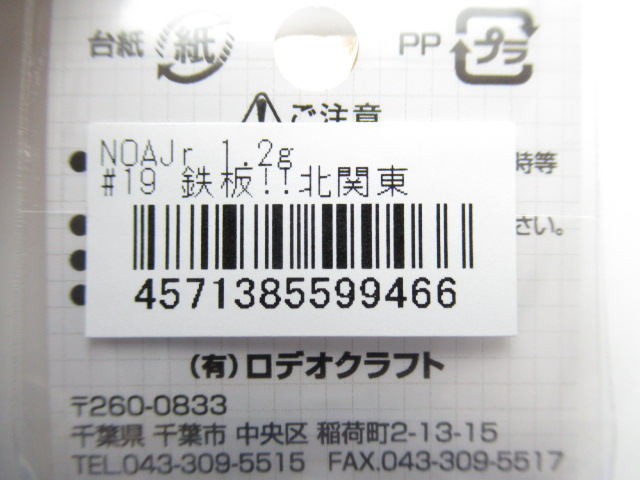 台紙 紙 PP プラ
ご注意
NOAJr 1.2g
時等
#19 鉄板!!北関東
さい。
4571385599466
(有)ロデオクラフト
〒260-0833
千葉県 千葉市 中央区 稲荷町2-13-15
TEL.043-309-5515 FAX.043-309-5517